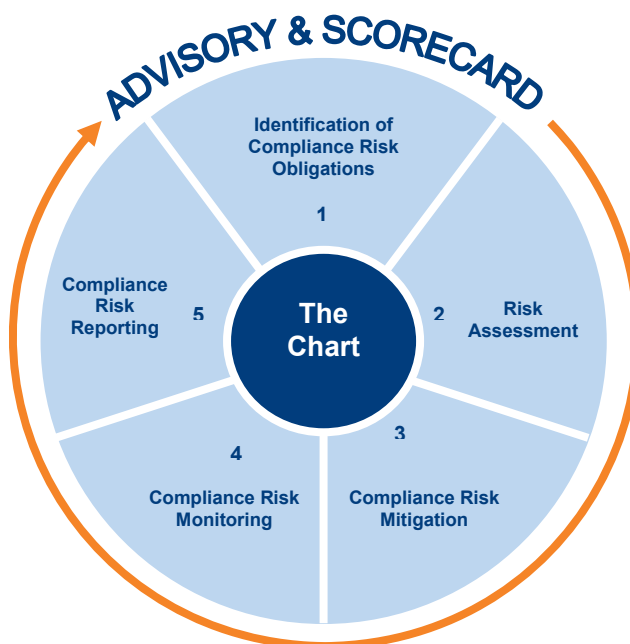 ADVISORY & SCORECARD
Identification of
Compliance Risk
Obligations
1
The
Chart
2
Risk
Assessment
3
Compliance Risk
Mitigation
4
Compliance Risk
Monitoring
5
Compliance
Risk
Reporting